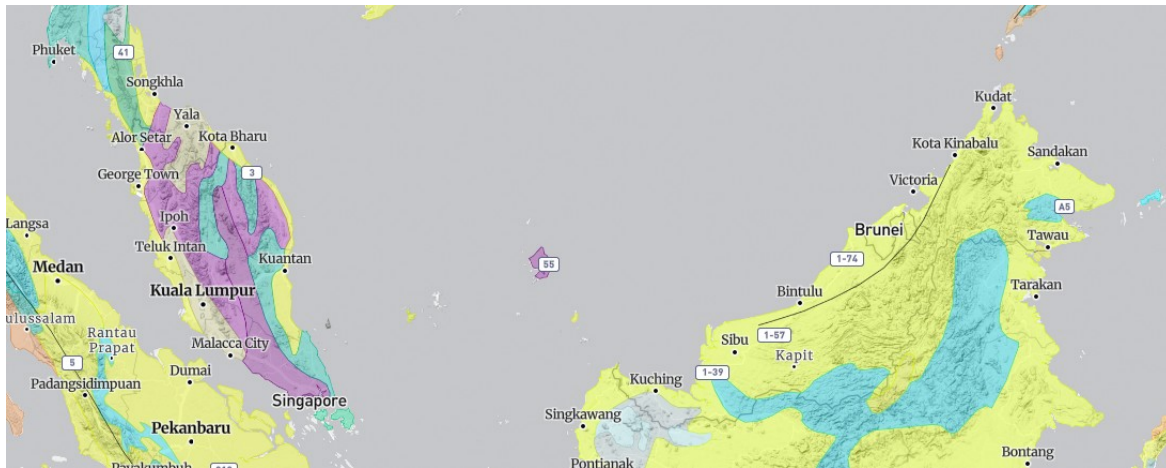 Phuket
41
Songkhla
Yala
Alor Setar
Kota Bharu
3
George Town
Langsa
Ipoh
Teluk Intan
Kuantan
Medan
Kuala Lumpur
ulussalam
Rantau
Prapat
Malacca City
5
Dumai
Padangsidimpuan
Singapore
Pekanbaru
Payakumbuh
55
Kudat
Kota Kinabalu
Sandakan
Victoria
A5
Brunei
Tawau
1-74
Tarakan
Bintulu
1-57
Sibu
Kapit
1-39
Kuching
Singkawang
Bontang
Pontianak